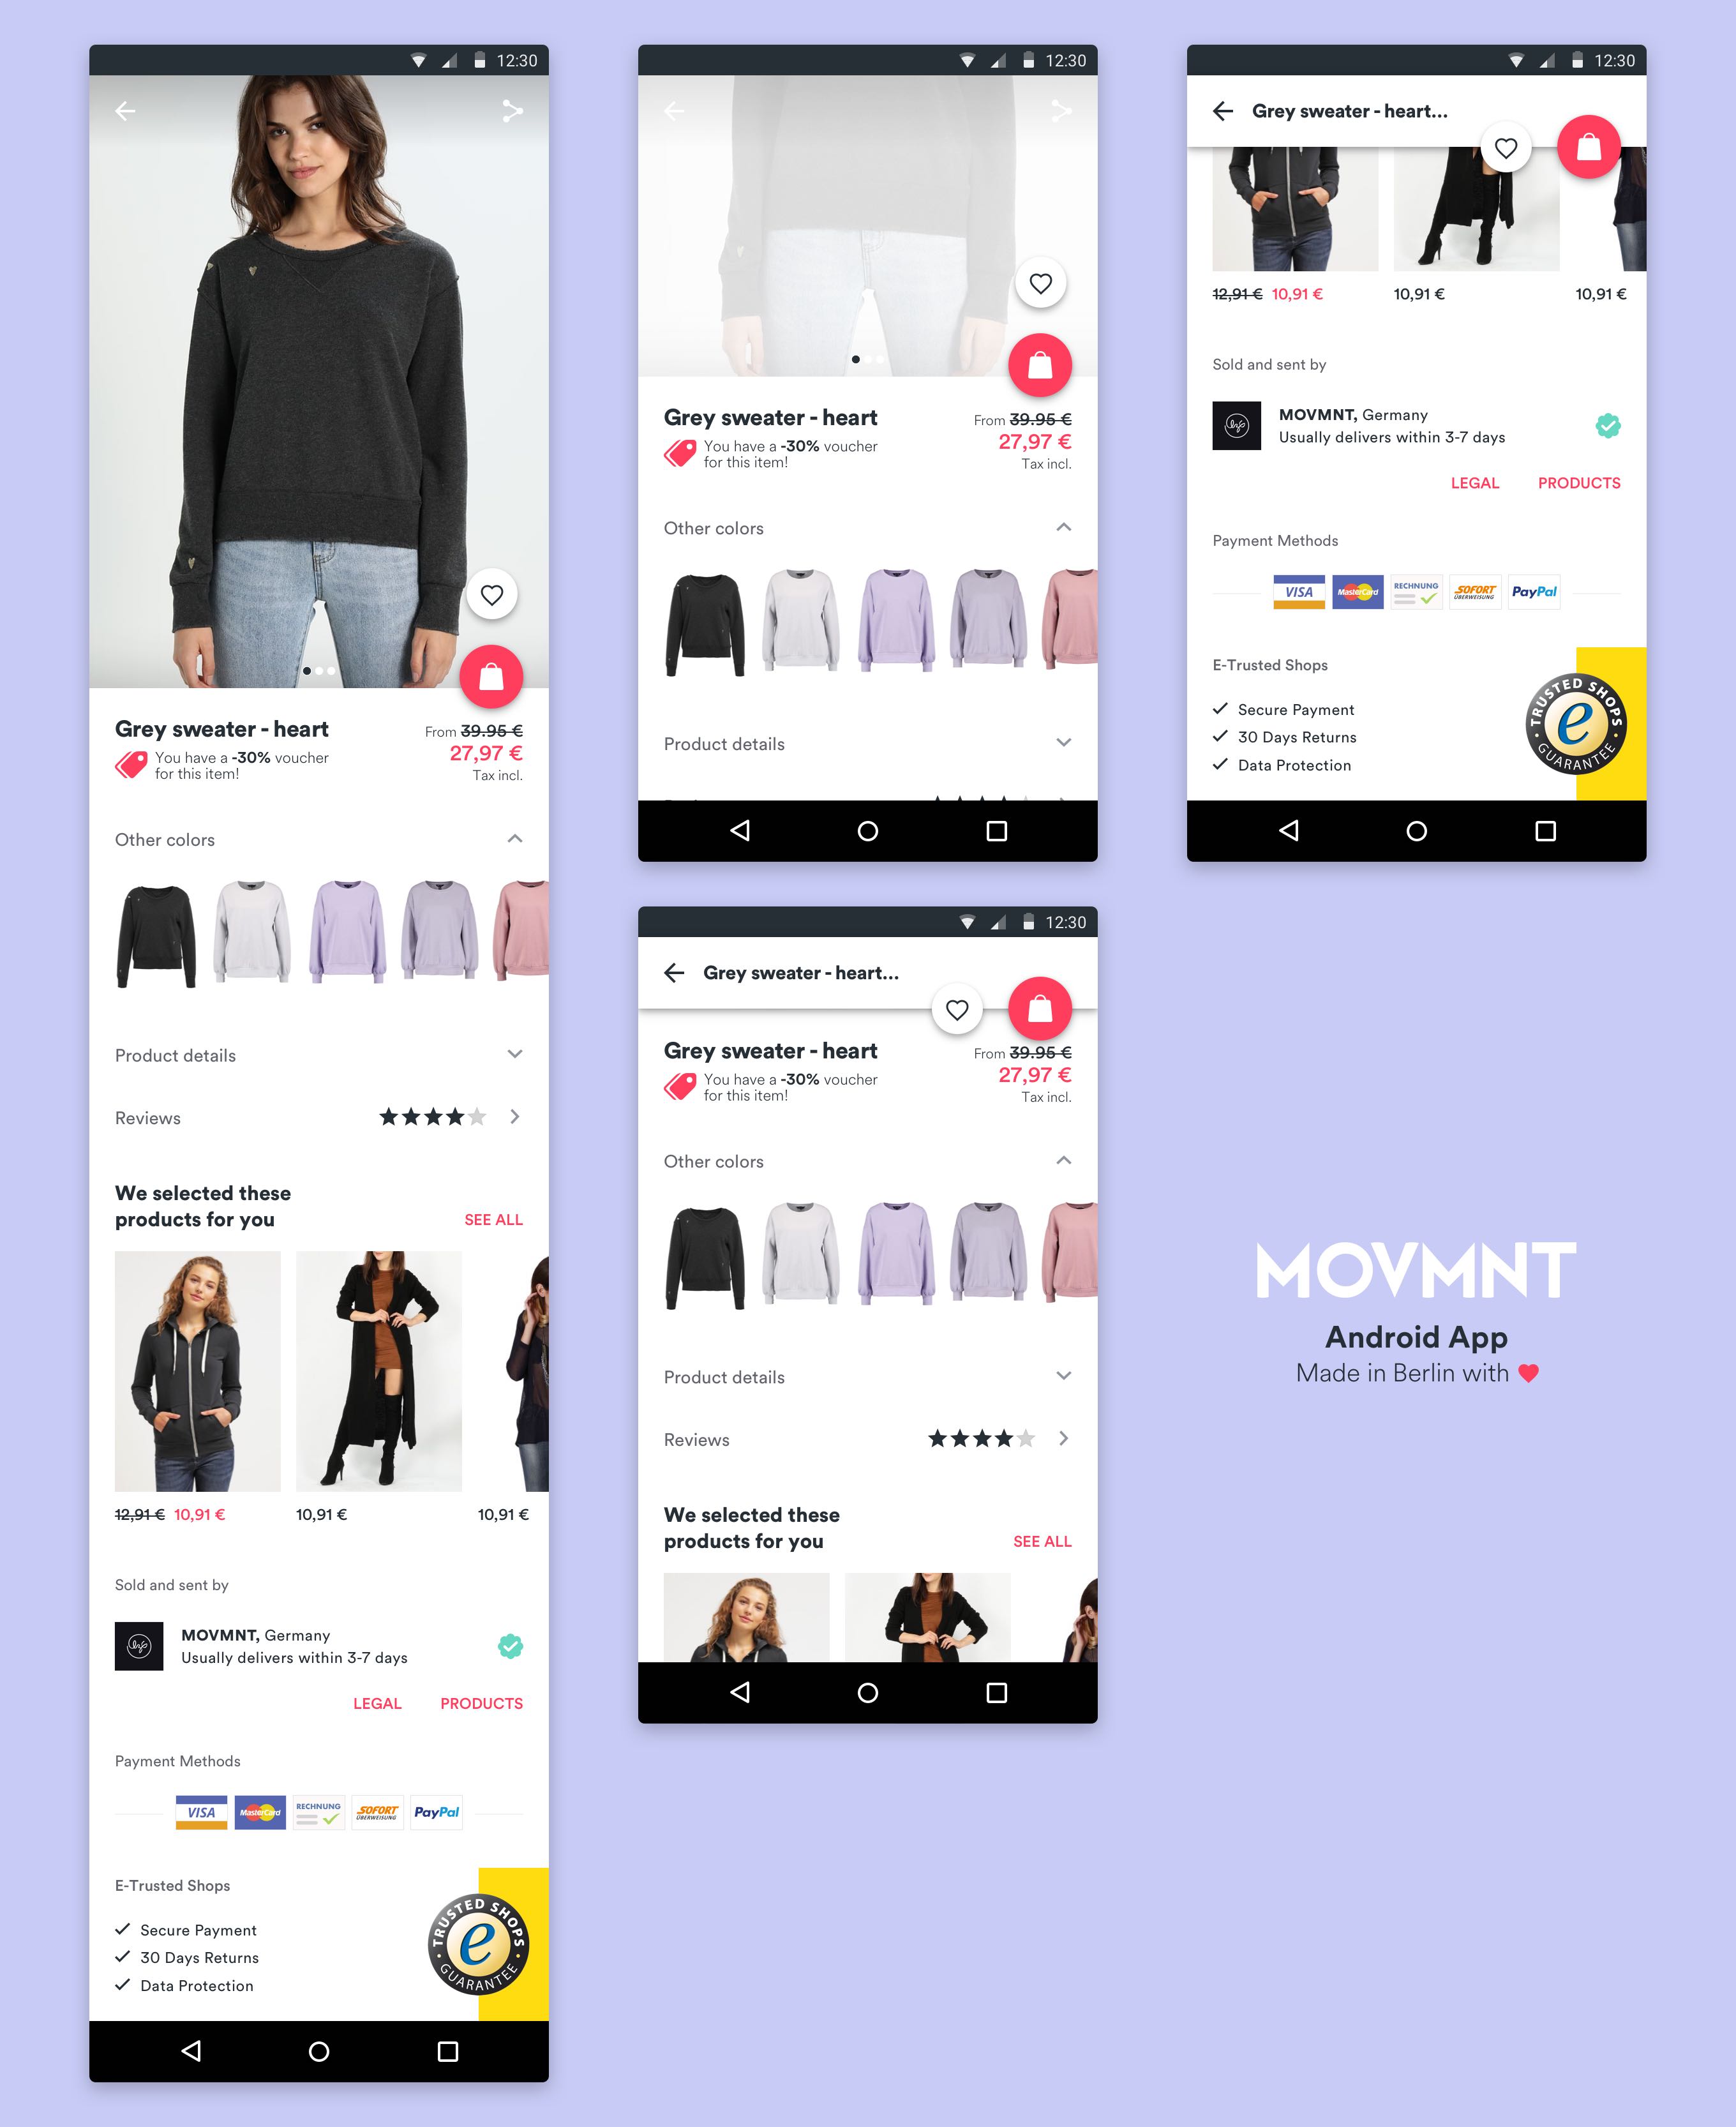 12:30
Grey sweater - heart
You have a -30% voucher
for this item!
From 39.95 €
27,97 €
Tax incl.
Other colors
Product details
Reviews
We selected these
products for you
SEE ALL
12,91 € 10,91 €
10,91 €
10,91 €
Sold and sent by
MOVMNT, Germany
Usually delivers within 3-7 days
LEGAL
PRODUCTS
Payment Methods
VISA
MasterCard
RECHNUNG
SOFORT
ÜBERWEISUNG
PayPal
E-Trusted Shops
Secure Payment
30 Days Returns
Data Protection
TRUSTED SHOPS
e
GUARANTEE
12:30
Grey sweater - heart
You have a -30% voucher
for this item!
From 39.95 €
27,97 €
Tax incl.
Other colors
Product details
12:30
Grey sweater - heart...
Grey sweater - heart
You have a -30% voucher
for this item!
From 39.95 €
27,97 €
Tax incl.
Other colors
Product details
Reviews
We selected these
products for you
SEE ALL
12:30
Grey sweater - heart...
12,91 € 10,91 €
10,91 €
10,91 €
Sold and sent by
MOVMNT, Germany
Usually delivers within 3-7 days
LEGAL
PRODUCTS
Payment Methods
VISA
MasterCard
RECHNUNG
SOFORT
ÜBERWEISUNG
PayPal
E-Trusted Shops
Secure Payment
30 Days Returns
Data Protection
TRUSTED SHOPS
e
GUARANTEE
MOVMNT
Android App
Made in Berlin with